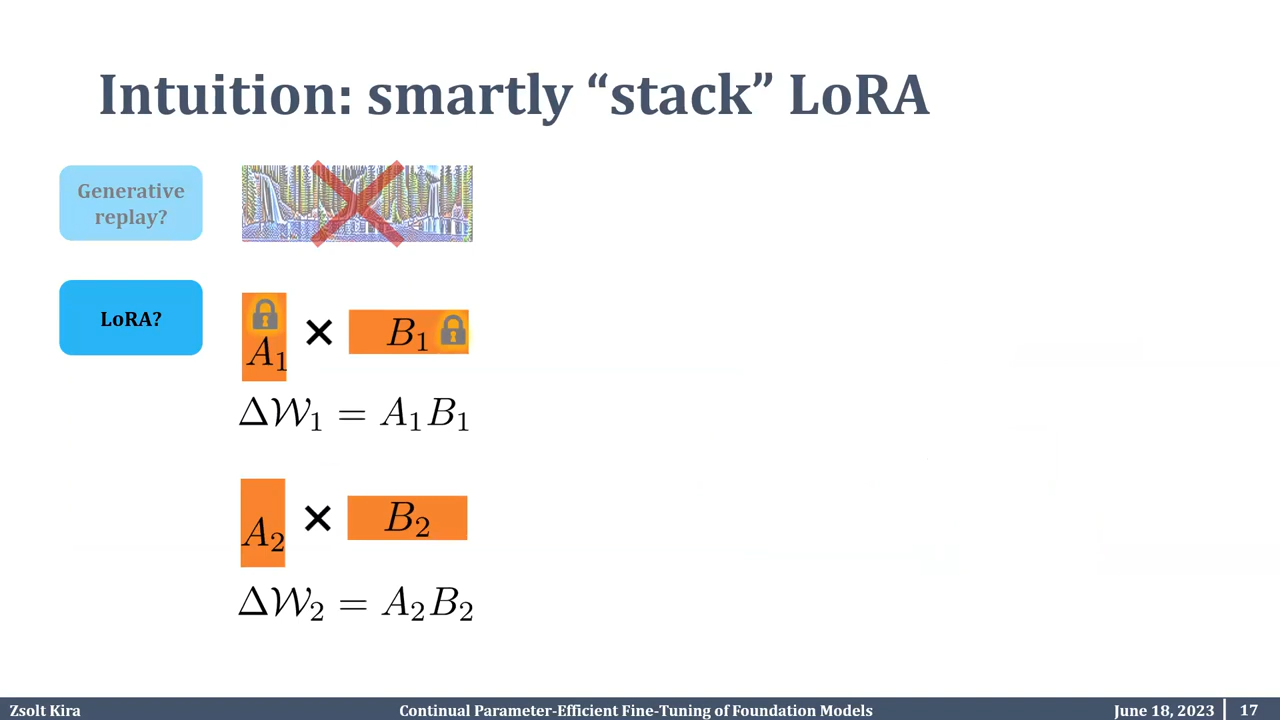 Intuition: smartly “stack” LoRA
Generative
replay?
LoRA?
A₁ × B₁
Δ𝒲₁ = A₁B₁
A₂ × B₂
Δ𝒲₂ = A₂B₂
Zsolt Kira
Continual Parameter-Efficient Fine-Tuning of Foundation Models
June 18, 2023 | 17